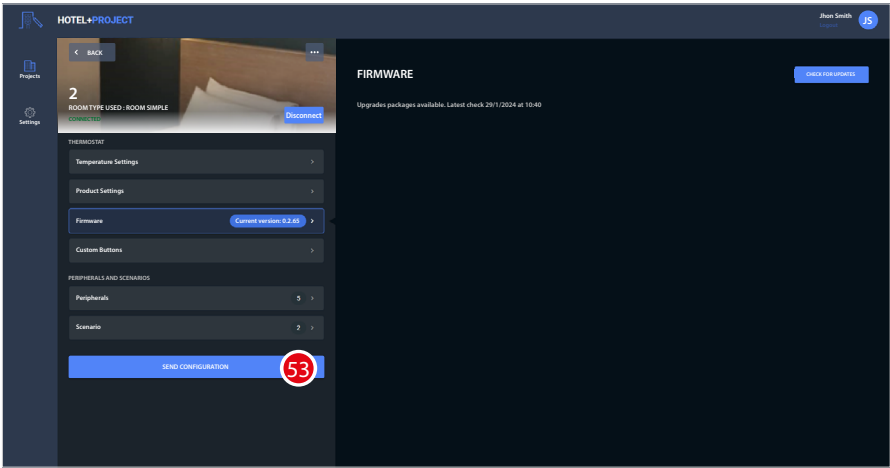 HOTEL+PROJECT
Jhon Smith
Logout
JS
Projects
Settings
BACK
2
ROOM TYPE USED : ROOM SIMPLE
CONNECTED
Disconnect
THERMOSTAT
Temperature Settings
Product Settings
Firmware Current version: 0.2.65
Custom Buttons
PERIPHERALS AND SCENARIOS
Peripherals 5
Scenario 2
SEND CONFIGURATION 53
FIRMWARE
CHECK FOR UPDATES
Upgrades packages available. Latest check 29/1/2024 at 10:40